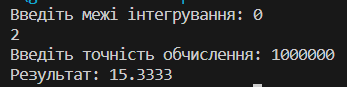 Введіть межі інтегрування: 0
2
Введіть точність обчислення: 1000000
Результат: 15.3333